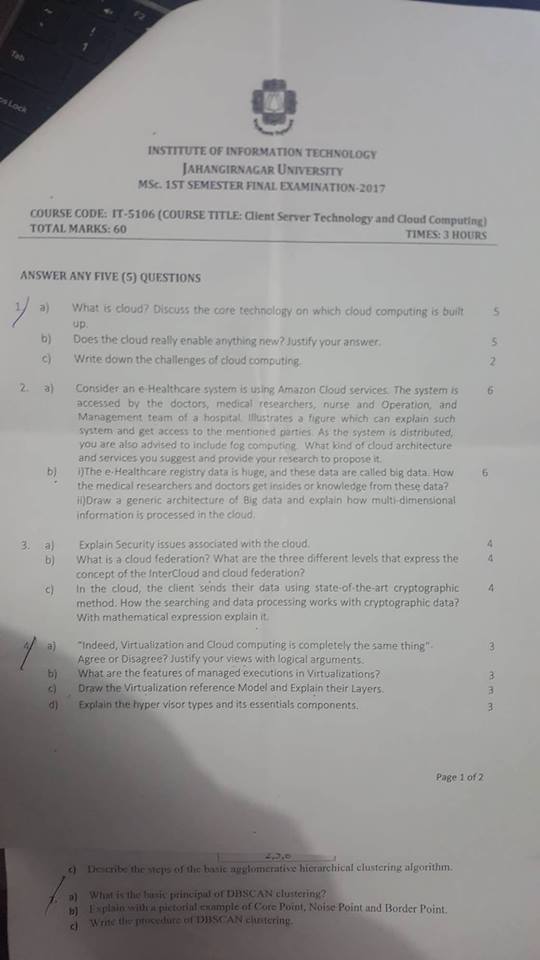 Tab
F2
INSTITUTE OF INFORMATION TECHNOLOGY
JAHANGIRNAGAR UNIVERSITY
MSc. 1ST SEMESTER FINAL EXAMINATION-2017
COURSE CODE: IT-5106 (COURSE TITLE: Client Server Technology and Cloud Computing)
TOTAL MARKS: 60 TIMES: 3 HOURS
ANSWER ANY FIVE (5) QUESTIONS
1. a) What is cloud? Discuss the core technology on which cloud computing is built 5
up.
b) Does the cloud really enable anything new? Justify your answer. 5
c) Write down the challenges of cloud computing. 2
2. a) Consider an e-Healthcare system is using Amazon Cloud services. The system is 6
accessed by the doctors, medical researchers, nurse and Operation, and
Management team of a hospital. Illustrates a figure which can explain such
system and get access to the mentioned parties. As the system is distributed,
you are also advised to include fog computing. What kind of cloud architecture
and services you suggest and provide your research to propose it.
b) i)The e-Healthcare registry data is huge, and these data are called big data. How 6
the medical researchers and doctors get insides or knowledge from these data?
ii)Draw a generic architecture of Big data and explain how multi-dimensional
information is processed in the cloud.
3. a) Explain Security issues associated with the cloud. 4
b) What is a cloud federation? What are the three different levels that express the 4
concept of the InterCloud and cloud federation?
c) In the cloud, the client sends their data using state-of-the-art cryptographic 4
method. How the searching and data processing works with cryptographic data?
With mathematical expression explain it.
4. a) "Indeed, Virtualization and Cloud computing is completely the same thing"- 3
Agree or Disagree? Justify your views with logical arguments.
b) What are the features of managed executions in Virtualizations? 3
c) Draw the Virtualization reference Model and Explain their Layers. 3
d) Explain the hyper visor types and its essentials components. 3
Page 1 of 2
2,5,6
c) Describe the steps of the basic agglomerative hierarchical clustering algorithm.
a) What is the basic principal of DBSCAN clustering?
b) Explain with a pictorial example of Core Point, Noise Point and Border Point.
c) Write the procedure of DBSCAN clustering.